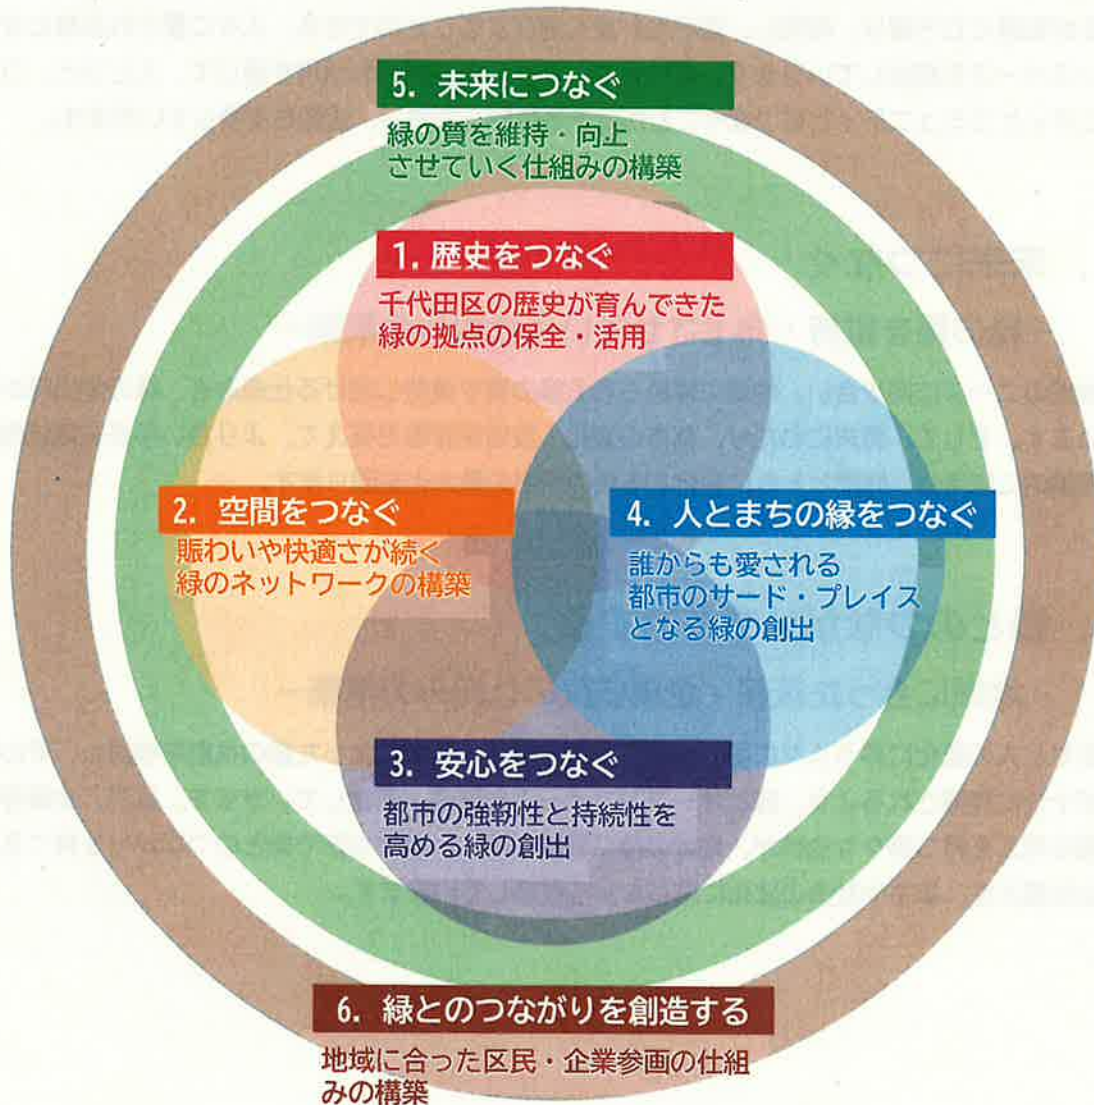 5. 未来につなぐ
緑の質を維持・向上
させていく仕組みの構築
1. 歴史をつなぐ
千代田区の歴史が育んできた
緑の拠点の保全・活用
2. 空間をつなぐ
賑わいや快適さが続く
緑のネットワークの構築
4. 人とまちの縁をつなぐ
誰からも愛される
都市のサード・プレイス
となる緑の創出
3. 安心をつなぐ
都市の強靭性と持続性を
高める緑の創出
6. 緑とのつながりを創造する
地域に合った区民・企業参画の仕組
みの構築